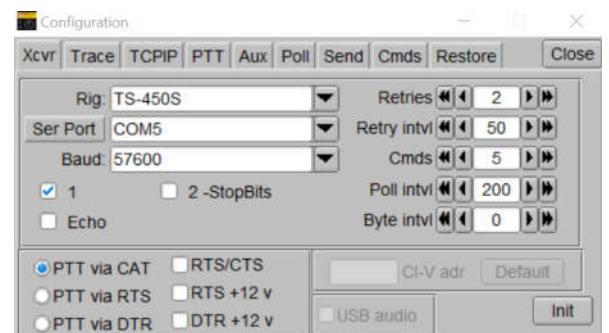 Configuration
Xcvr Trace TCPIP PTT Aux Poll Send Cmds Restore Close
Rig: TS-450S Retries 2
Ser Port COM5 Retry intvl 50
Baud: 57600 Cmds 5
1 2 -StopBits Poll intvl 200
Echo Byte intvl 0
PTT via CAT RTS/CTS CI-V adr Default
PTT via RTS RTS +12 v
PTT via DTR DTR +12 v USB audio Init